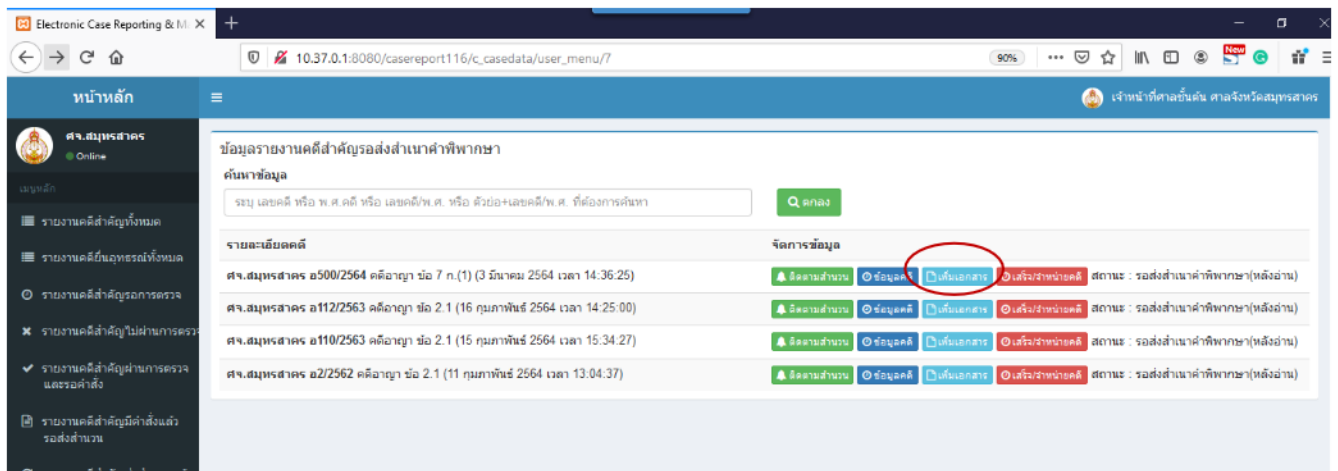 Electronic Case Reporting & M
10.37.0.1:8080/casereport116/c_casedata/user_menu/7
90%
New
หน้าหลัก
เจ้าหน้าที่ศาลชั้นต้น ศาลจังหวัดสมุทรสาคร
ศจ.สมุทรสาคร
Online
เมนูหลัก
รายงานคดีสำคัญทั้งหมด
รายงานคดียื่นอุทธรณ์ทั้งหมด
รายงานคดีสำคัญรอการตรวจ
รายงานคดีสำคัญไม่ผ่านการตรวจ
รายงานคดีสำคัญผ่านการตรวจ
และรอคำสั่ง
รายงานคดีสำคัญมีคำสั่งแล้ว
รอส่งสำนวน
ข้อมูลรายงานคดีสำคัญรอส่งสำเนาคำพิพากษา
ค้นหาข้อมูล
ระบุ เลขคดี หรือ พ.ศ.คดี หรือ เลขคดี/พ.ศ. หรือ ตัวย่อ+เลขคดี/พ.ศ. ที่ต้องการค้นหา
ตกลง
รายละเอียดคดี จัดการข้อมูล
ศจ.สมุทรสาคร อ500/2564 คดีอาญา ข้อ 7 ก.(1) (3 มีนาคม 2564 เวลา 14:36:25) ติดตามสำนวน ข้อมูลคดี เพิ่มเอกสาร เสร็จ/จำหน่ายคดี สถานะ : รอส่งสำเนาคำพิพากษา(หลังอ่าน)
ศจ.สมุทรสาคร อ112/2563 คดีอาญา ข้อ 2.1 (16 กุมภาพันธ์ 2564 เวลา 14:25:00) ติดตามสำนวน ข้อมูลคดี เพิ่มเอกสาร เสร็จ/จำหน่ายคดี สถานะ : รอส่งสำเนาคำพิพากษา(หลังอ่าน)
ศจ.สมุทรสาคร อ110/2563 คดีอาญา ข้อ 2.1 (15 กุมภาพันธ์ 2564 เวลา 15:34:27) ติดตามสำนวน ข้อมูลคดี เพิ่มเอกสาร เสร็จ/จำหน่ายคดี สถานะ : รอส่งสำเนาคำพิพากษา(หลังอ่าน)
ศจ.สมุทรสาคร อ2/2562 คดีอาญา ข้อ 2.1 (11 กุมภาพันธ์ 2564 เวลา 13:04:37) ติดตามสำนวน ข้อมูลคดี เพิ่มเอกสาร เสร็จ/จำหน่ายคดี สถานะ : รอส่งสำเนาคำพิพากษา(หลังอ่าน)